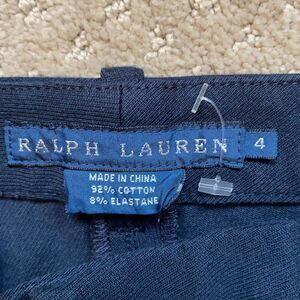 RALPH LAUREN 4
MADE IN CHINA
92% COTTON
8% ELASTANE